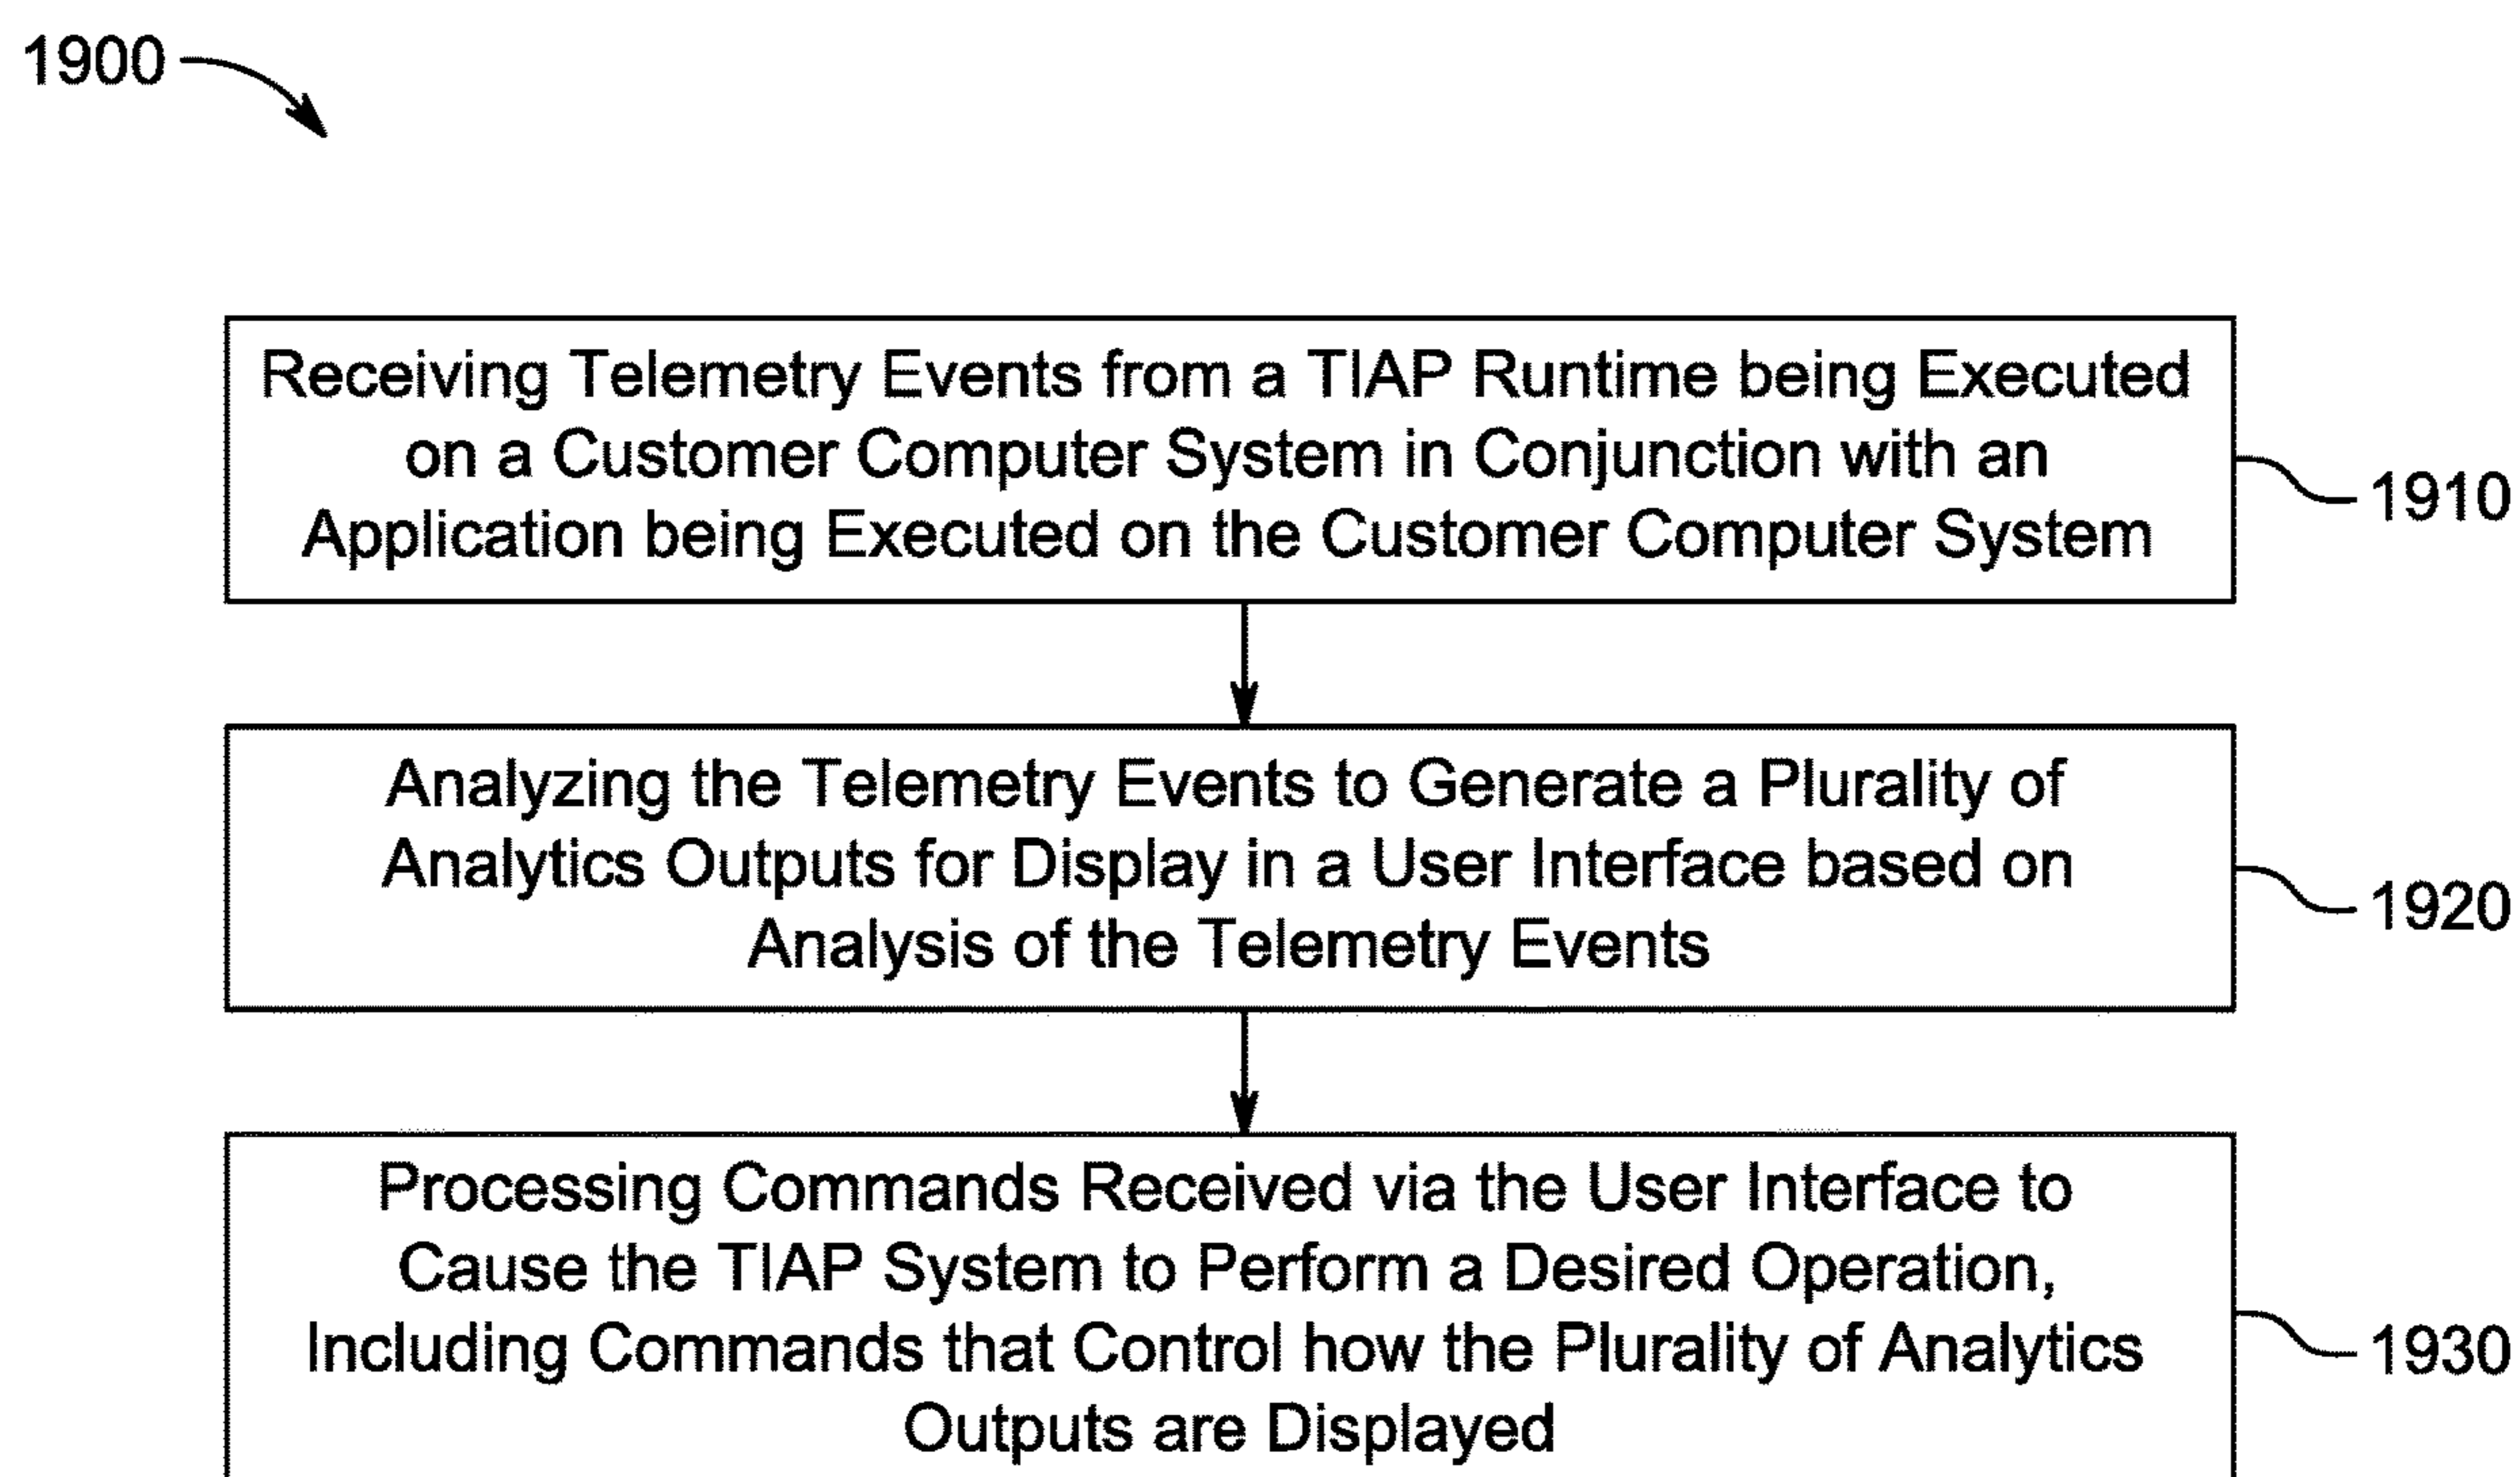 1900
Receiving Telemetry Events from a TIAP Runtime being Executed
on a Customer Computer System in Conjunction with an
Application being Executed on the Customer Computer System
1910
Analyzing the Telemetry Events to Generate a Plurality of
Analytics Outputs for Display in a User Interface based on
Analysis of the Telemetry Events
1920
Processing Commands Received via the User Interface to
Cause the TIAP System to Perform a Desired Operation,
Including Commands that Control how the Plurality of Analytics
Outputs are Displayed
1930